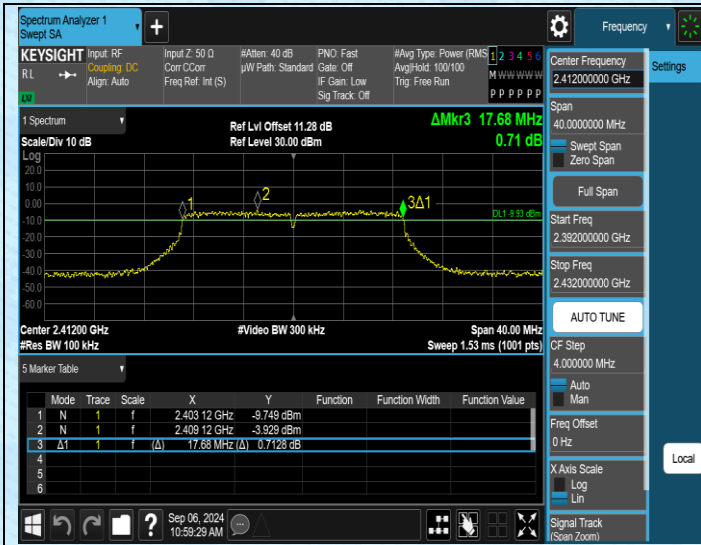 Spectrum Analyzer 1
Swept SA
+
Frequency
KEYSIGHT
RL
LXI
Input: RF
Coupling: DC
Align: Auto
Input Z: 50 Ω
Corr CCorr
Freq Ref: Int (S)
#Atten: 40 dB
µW Path: Standard
PNO: Fast
Gate: Off
IF Gain: Low
Sig Track: Off
#Avg Type: Power (RMS
Avg|Hold: 100/100
Trig: Free Run
1 2 3 4 5 6
M W W W W W
P P P P P P
1 Spectrum
Scale/Div 10 dB
Ref Lvl Offset 11.28 dB
Ref Level 30.00 dBm
ΔMkr3 17.68 MHz
0.71 dB
Log
20.0
10.0
0.00
-10.0
-20.0
-30.0
-40.0
-50.0
-60.0
1
2
3Δ1
DL1 -9.93 dBm
Center 2.41200 GHz
#Res BW 100 kHz
#Video BW 300 kHz
Span 40.00 MHz
Sweep 1.53 ms (1001 pts)
5 Marker Table
Mode Trace Scale X Y Function Function Width Function Value
1 N 1 f 2.403 12 GHz -9.749 dBm
2 N 1 f 2.409 12 GHz -3.929 dBm
3 Δ1 1 f (Δ) 17.68 MHz (Δ) 0.7128 dB
4
5
6
?
Sep 06, 2024
10:59:29 AM
Center Frequency
2.412000000 GHz
Span
40.0000000 MHz
Swept Span
Zero Span
Full Span
Start Freq
2.392000000 GHz
Stop Freq
2.432000000 GHz
AUTO TUNE
CF Step
4.000000 MHz
Auto
Man
Freq Offset
0 Hz
X Axis Scale
Log
Lin
Signal Track
(Span Zoom)
Settings
Local